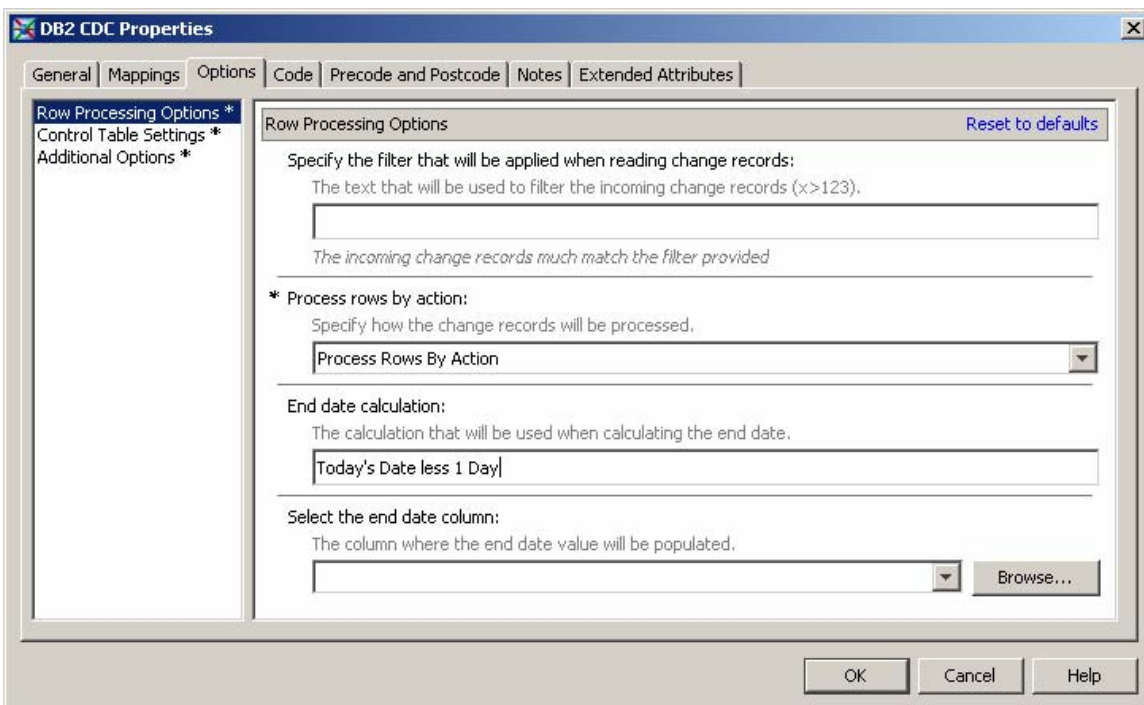 DB2 CDC Properties
General Mappings Options Code Precode and Postcode Notes Extended Attributes
Row Processing Options *
Control Table Settings *
Additional Options *
Row Processing Options Reset to defaults
Specify the filter that will be applied when reading change records:
The text that will be used to filter the incoming change records (x>123).
The incoming change records much match the filter provided
* Process rows by action:
Specify how the change records will be processed.
Process Rows By Action
End date calculation:
The calculation that will be used when calculating the end date.
Today's Date less 1 Day
Select the end date column:
The column where the end date value will be populated.
Browse...
OK Cancel Help